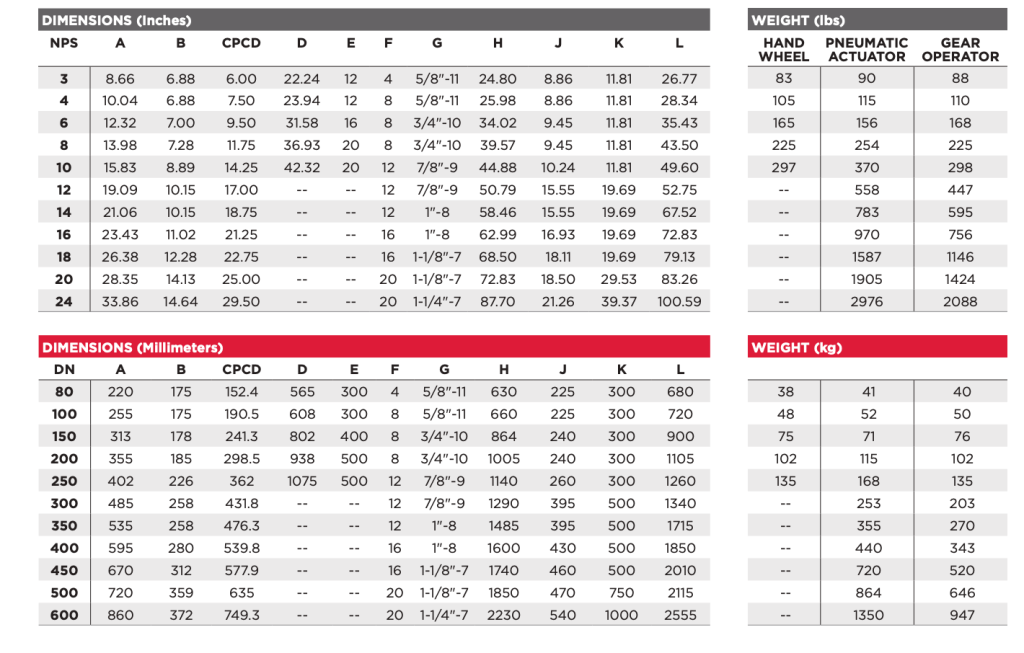 DIMENSIONS (Inches) WEIGHT (lbs)
NPS A B CPCD D E F G H J K L HAND WHEEL PNEUMATIC ACTUATOR GEAR OPERATOR
3 8.66 6.88 6.00 22.24 12 4 5/8"-11 24.80 8.86 11.81 26.77 83 90 88
4 10.04 6.88 7.50 23.94 12 8 5/8"-11 25.98 8.86 11.81 28.34 105 115 110
6 12.32 7.00 9.50 31.58 16 8 3/4"-10 34.02 9.45 11.81 35.43 165 156 168
8 13.98 7.28 11.75 36.93 20 8 3/4"-10 39.57 9.45 11.81 43.50 225 254 225
10 15.83 8.89 14.25 42.32 20 12 7/8"-9 44.88 10.24 11.81 49.60 297 370 298
12 19.09 10.15 17.00 -- -- 12 7/8"-9 50.79 15.55 19.69 52.75 -- 558 447
14 21.06 10.15 18.75 -- -- 12 1"-8 58.46 15.55 19.69 67.52 -- 783 595
16 23.43 11.02 21.25 -- -- 16 1"-8 62.99 16.93 19.69 72.83 -- 970 756
18 26.38 12.28 22.75 -- -- 16 1-1/8"-7 68.50 18.11 19.69 79.13 -- 1587 1146
20 28.35 14.13 25.00 -- -- 20 1-1/8"-7 72.83 18.50 29.53 83.26 -- 1905 1424
24 33.86 14.64 29.50 -- -- 20 1-1/4"-7 87.70 21.26 39.37 100.59 -- 2976 2088
DIMENSIONS (Millimeters) WEIGHT (kg)
DN A B CPCD D E F G H J K L
80 220 175 152.4 565 300 4 5/8"-11 630 225 300 680 38 41 40
100 255 175 190.5 608 300 8 5/8"-11 660 225 300 720 48 52 50
150 313 178 241.3 802 400 8 3/4"-10 864 240 300 900 75 71 76
200 355 185 298.5 938 500 8 3/4"-10 1005 240 300 1105 102 115 102
250 402 226 362 1075 500 12 7/8"-9 1140 260 300 1260 135 168 135
300 485 258 431.8 -- -- 12 7/8"-9 1290 395 500 1340 -- 253 203
350 535 258 476.3 -- -- 12 1"-8 1485 395 500 1715 -- 355 270
400 595 280 539.8 -- -- 16 1"-8 1600 430 500 1850 -- 440 343
450 670 312 577.9 -- -- 16 1-1/8"-7 1740 460 500 2010 -- 720 520
500 720 359 635 -- -- 20 1-1/8"-7 1850 470 750 2115 -- 864 646
600 860 372 749.3 -- -- 20 1-1/4"-7 2230 540 1000 2555 -- 1350 947